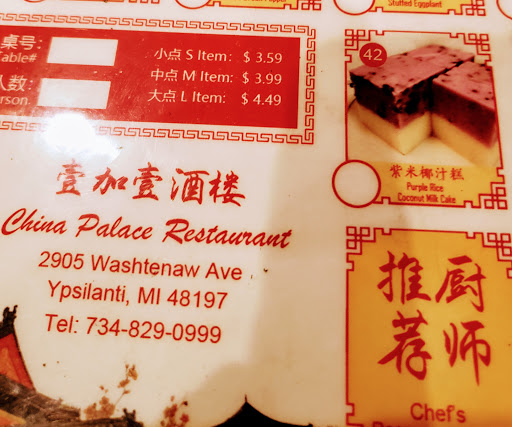 Stuffed Eggplant
桌号:
Table#
小点 S Item: $ 3.59
人数:
中点 M Item: $ 3.99
大点 L Item: $ 4.49
壹加壹酒楼
China Palace Restaurant
2905 Washtenaw Ave
Ypsilanti, MI 48197
Tel: 734-829-0999
42
紫米椰汁糕
Purple Rice
Coconut Milk Cake
厨师
推荐
Chef's